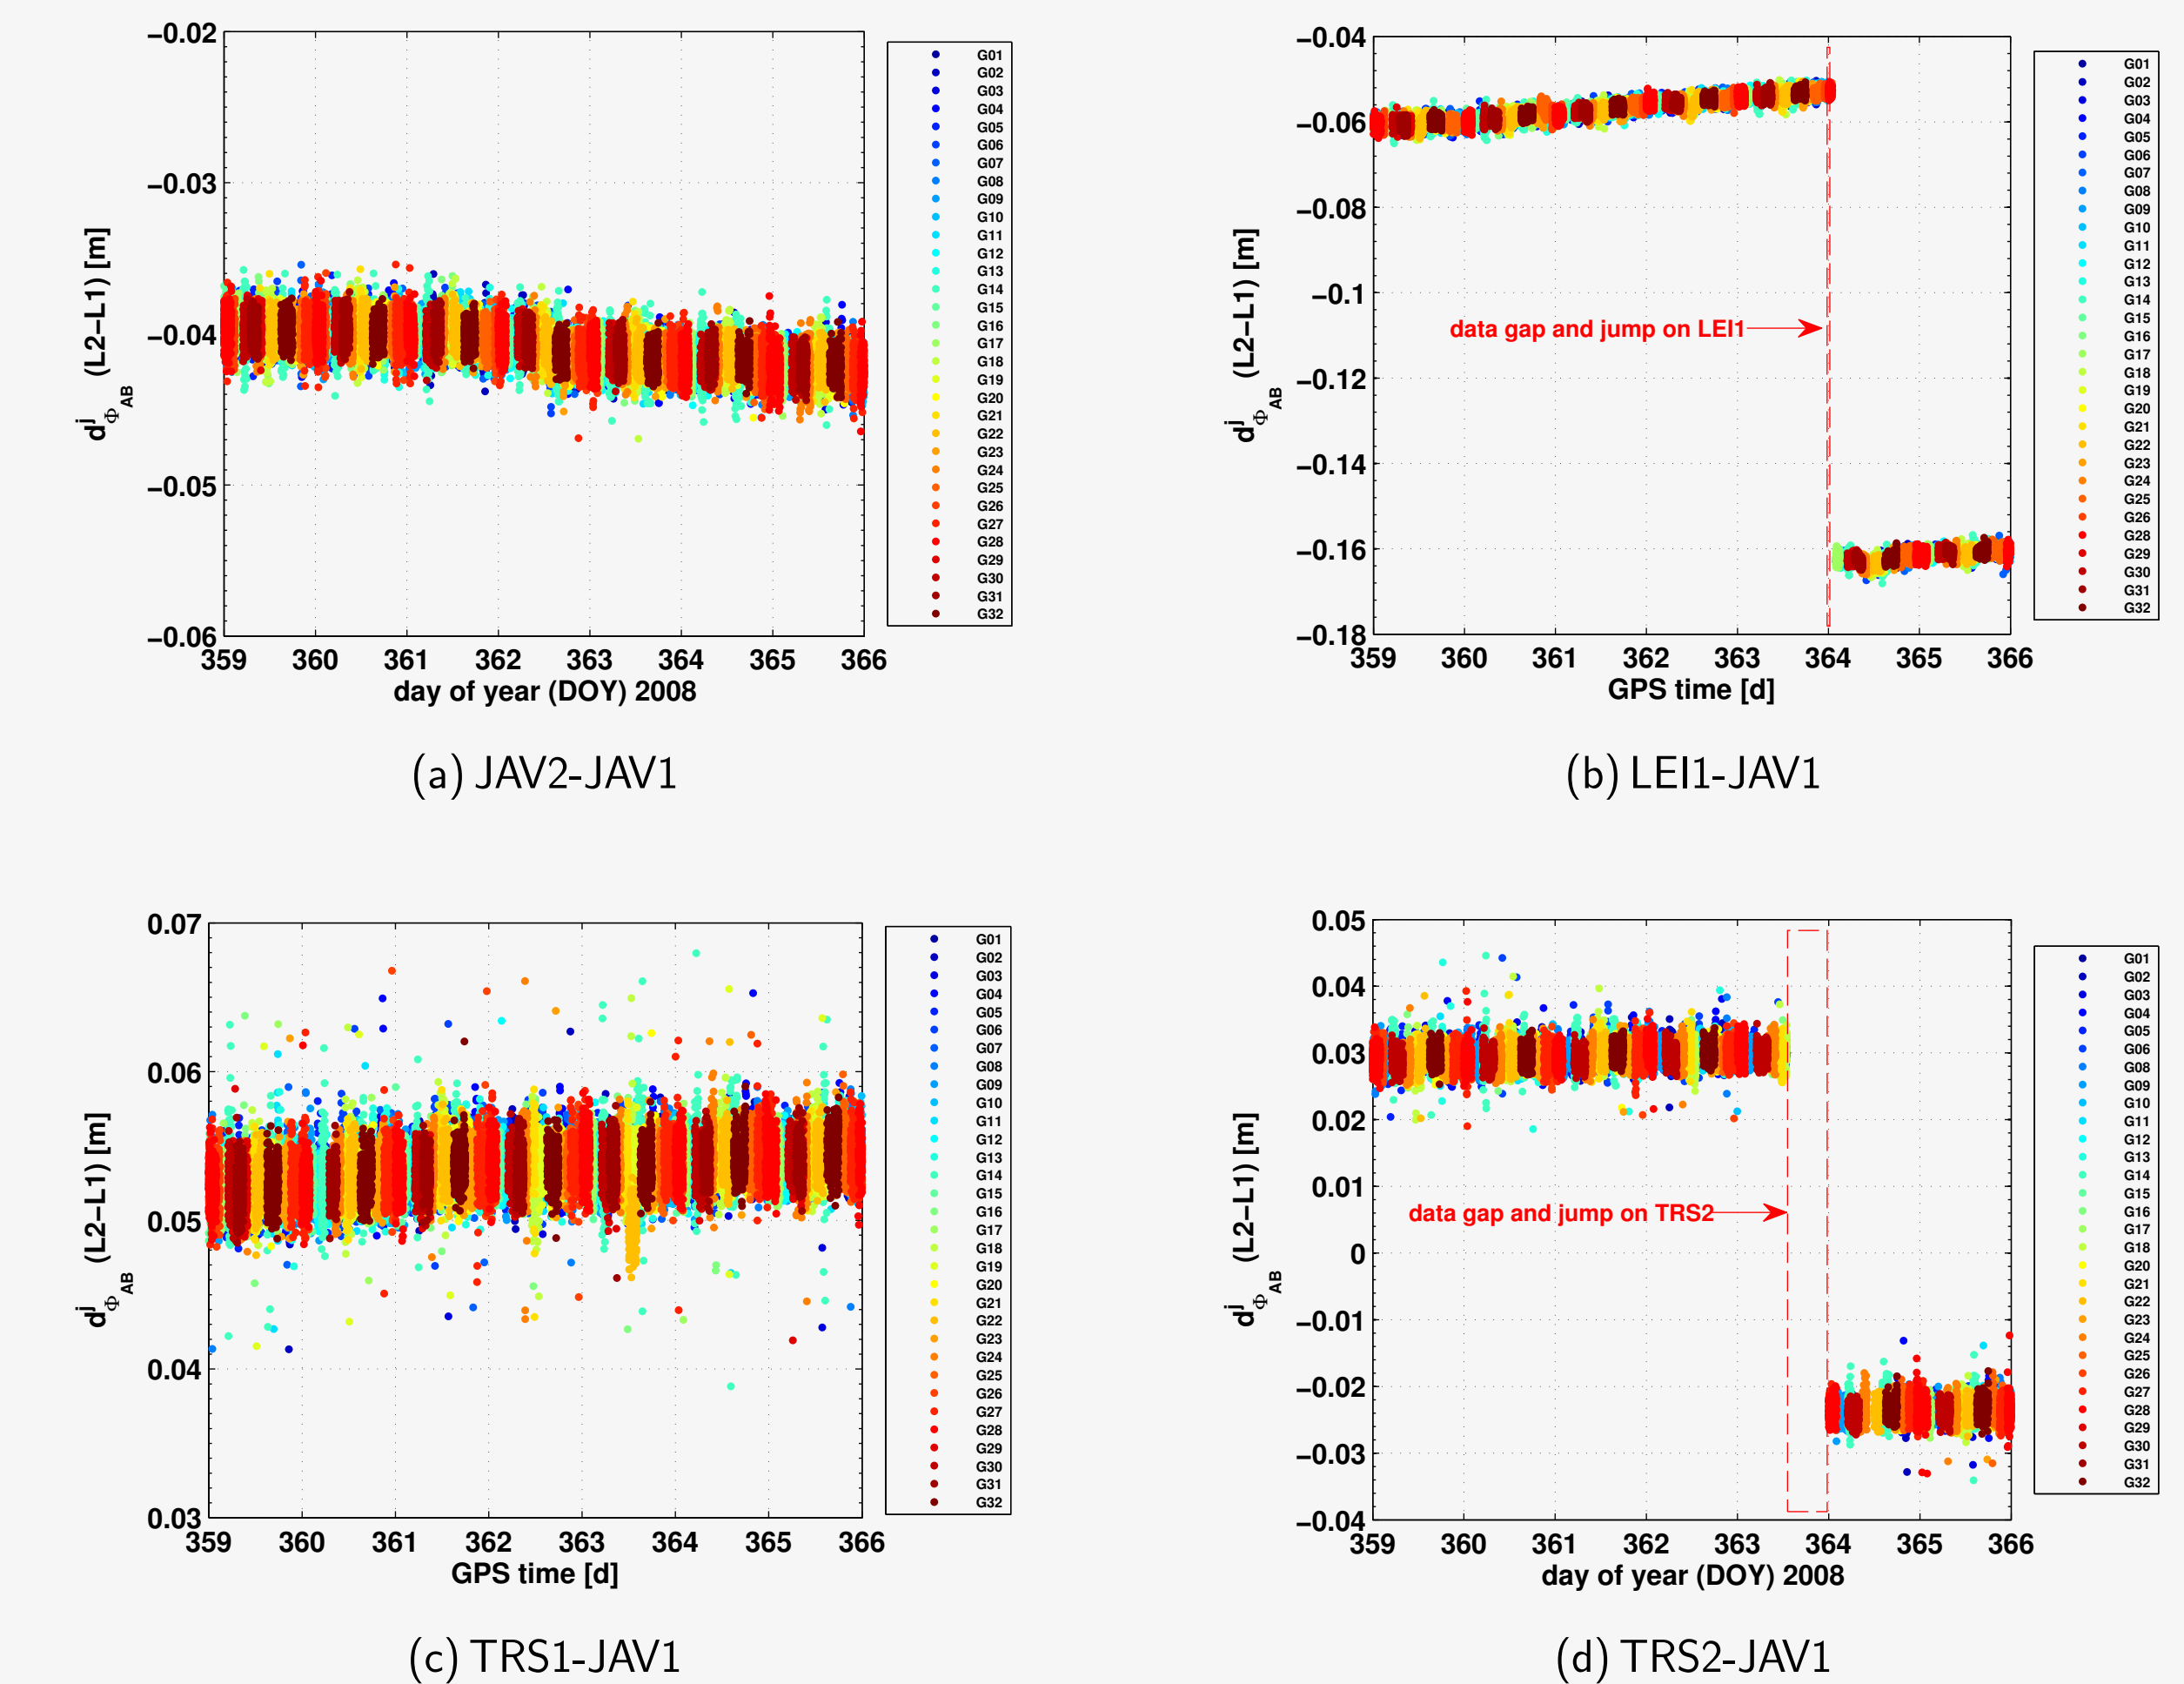 −0.02
−0.03
−0.04
−0.05
−0.06
d^j_Φ_AB (L2−L1) [m]
359 360 361 362 363 364 365 366
day of year (DOY) 2008
G01
G02
G03
G04
G05
G06
G07
G08
G09
G10
G11
G12
G13
G14
G15
G16
G17
G18
G19
G20
G21
G22
G23
G24
G25
G26
G27
G28
G29
G30
G31
G32
(a) JAV2-JAV1
−0.04
−0.06
−0.08
−0.1
−0.12
−0.14
−0.16
−0.18
d^j_Φ_AB (L2−L1) [m]
data gap and jump on LEI1
359 360 361 362 363 364 365 366
GPS time [d]
G01
G02
G03
G04
G05
G06
G07
G08
G09
G10
G11
G12
G13
G14
G15
G16
G17
G18
G19
G20
G21
G22
G23
G24
G25
G26
G28
G29
G30
G31
G32
(b) LEI1-JAV1
0.07
0.06
0.05
0.04
0.03
d^j_Φ_AB (L2−L1) [m]
359 360 361 362 363 364 365 366
GPS time [d]
G01
G02
G03
G04
G05
G06
G07
G08
G09
G10
G11
G12
G13
G14
G15
G16
G17
G18
G19
G20
G21
G22
G23
G24
G25
G26
G27
G28
G29
G30
G31
G32
(c) TRS1-JAV1
0.05
0.04
0.03
0.02
0.01
0
−0.01
−0.02
−0.03
−0.04
d^j_Φ_AB (L2−L1) [m]
data gap and jump on TRS2
359 360 361 362 363 364 365 366
day of year (DOY) 2008
G01
G02
G03
G04
G05
G06
G08
G09
G10
G11
G12
G13
G14
G15
G16
G17
G18
G20
G21
G22
G23
G24
G25
G26
G27
G28
G29
G30
G31
G32
(d) TRS2-JAV1